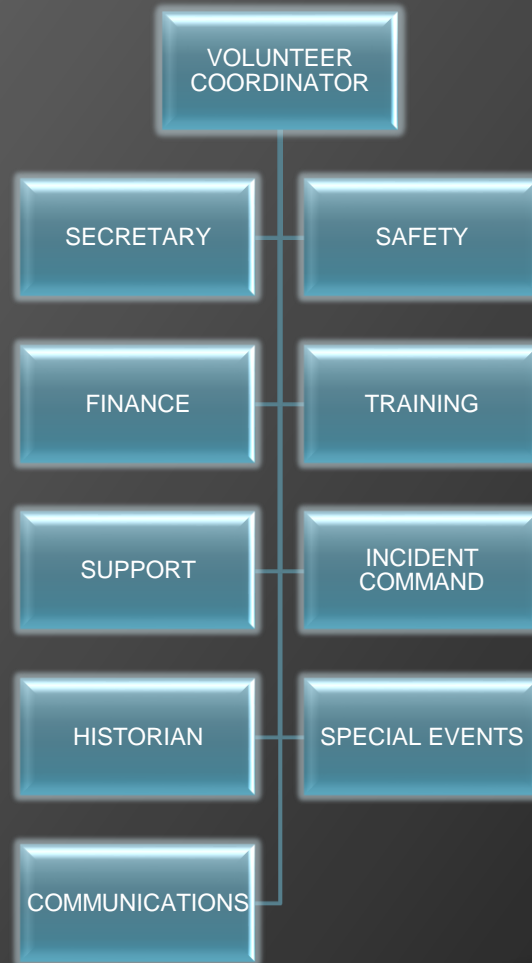 VOLUNTEER
COORDINATOR
SECRETARY
SAFETY
FINANCE
TRAINING
SUPPORT
INCIDENT
COMMAND
HISTORIAN
SPECIAL EVENTS
COMMUNICATIONS